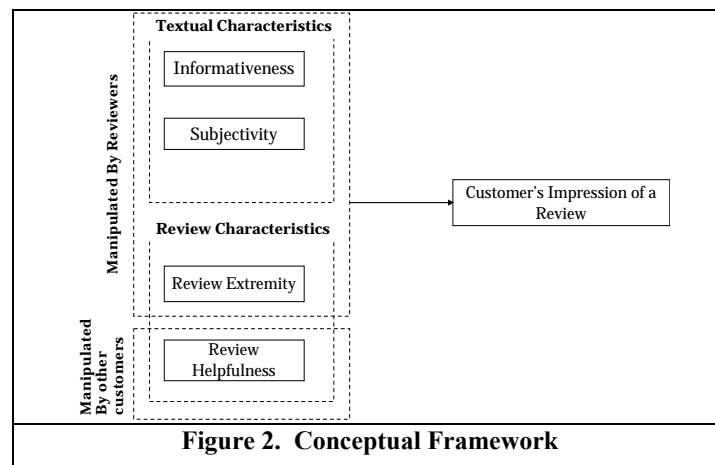 Textual Characteristics
Informativeness
Subjectivity
Manipulated By Reviewers
Customer's Impression of a
Review
Review Characteristics
Review Extremity
Manipulated
By other
customers
Review
Helpfulness
Figure 2. Conceptual Framework